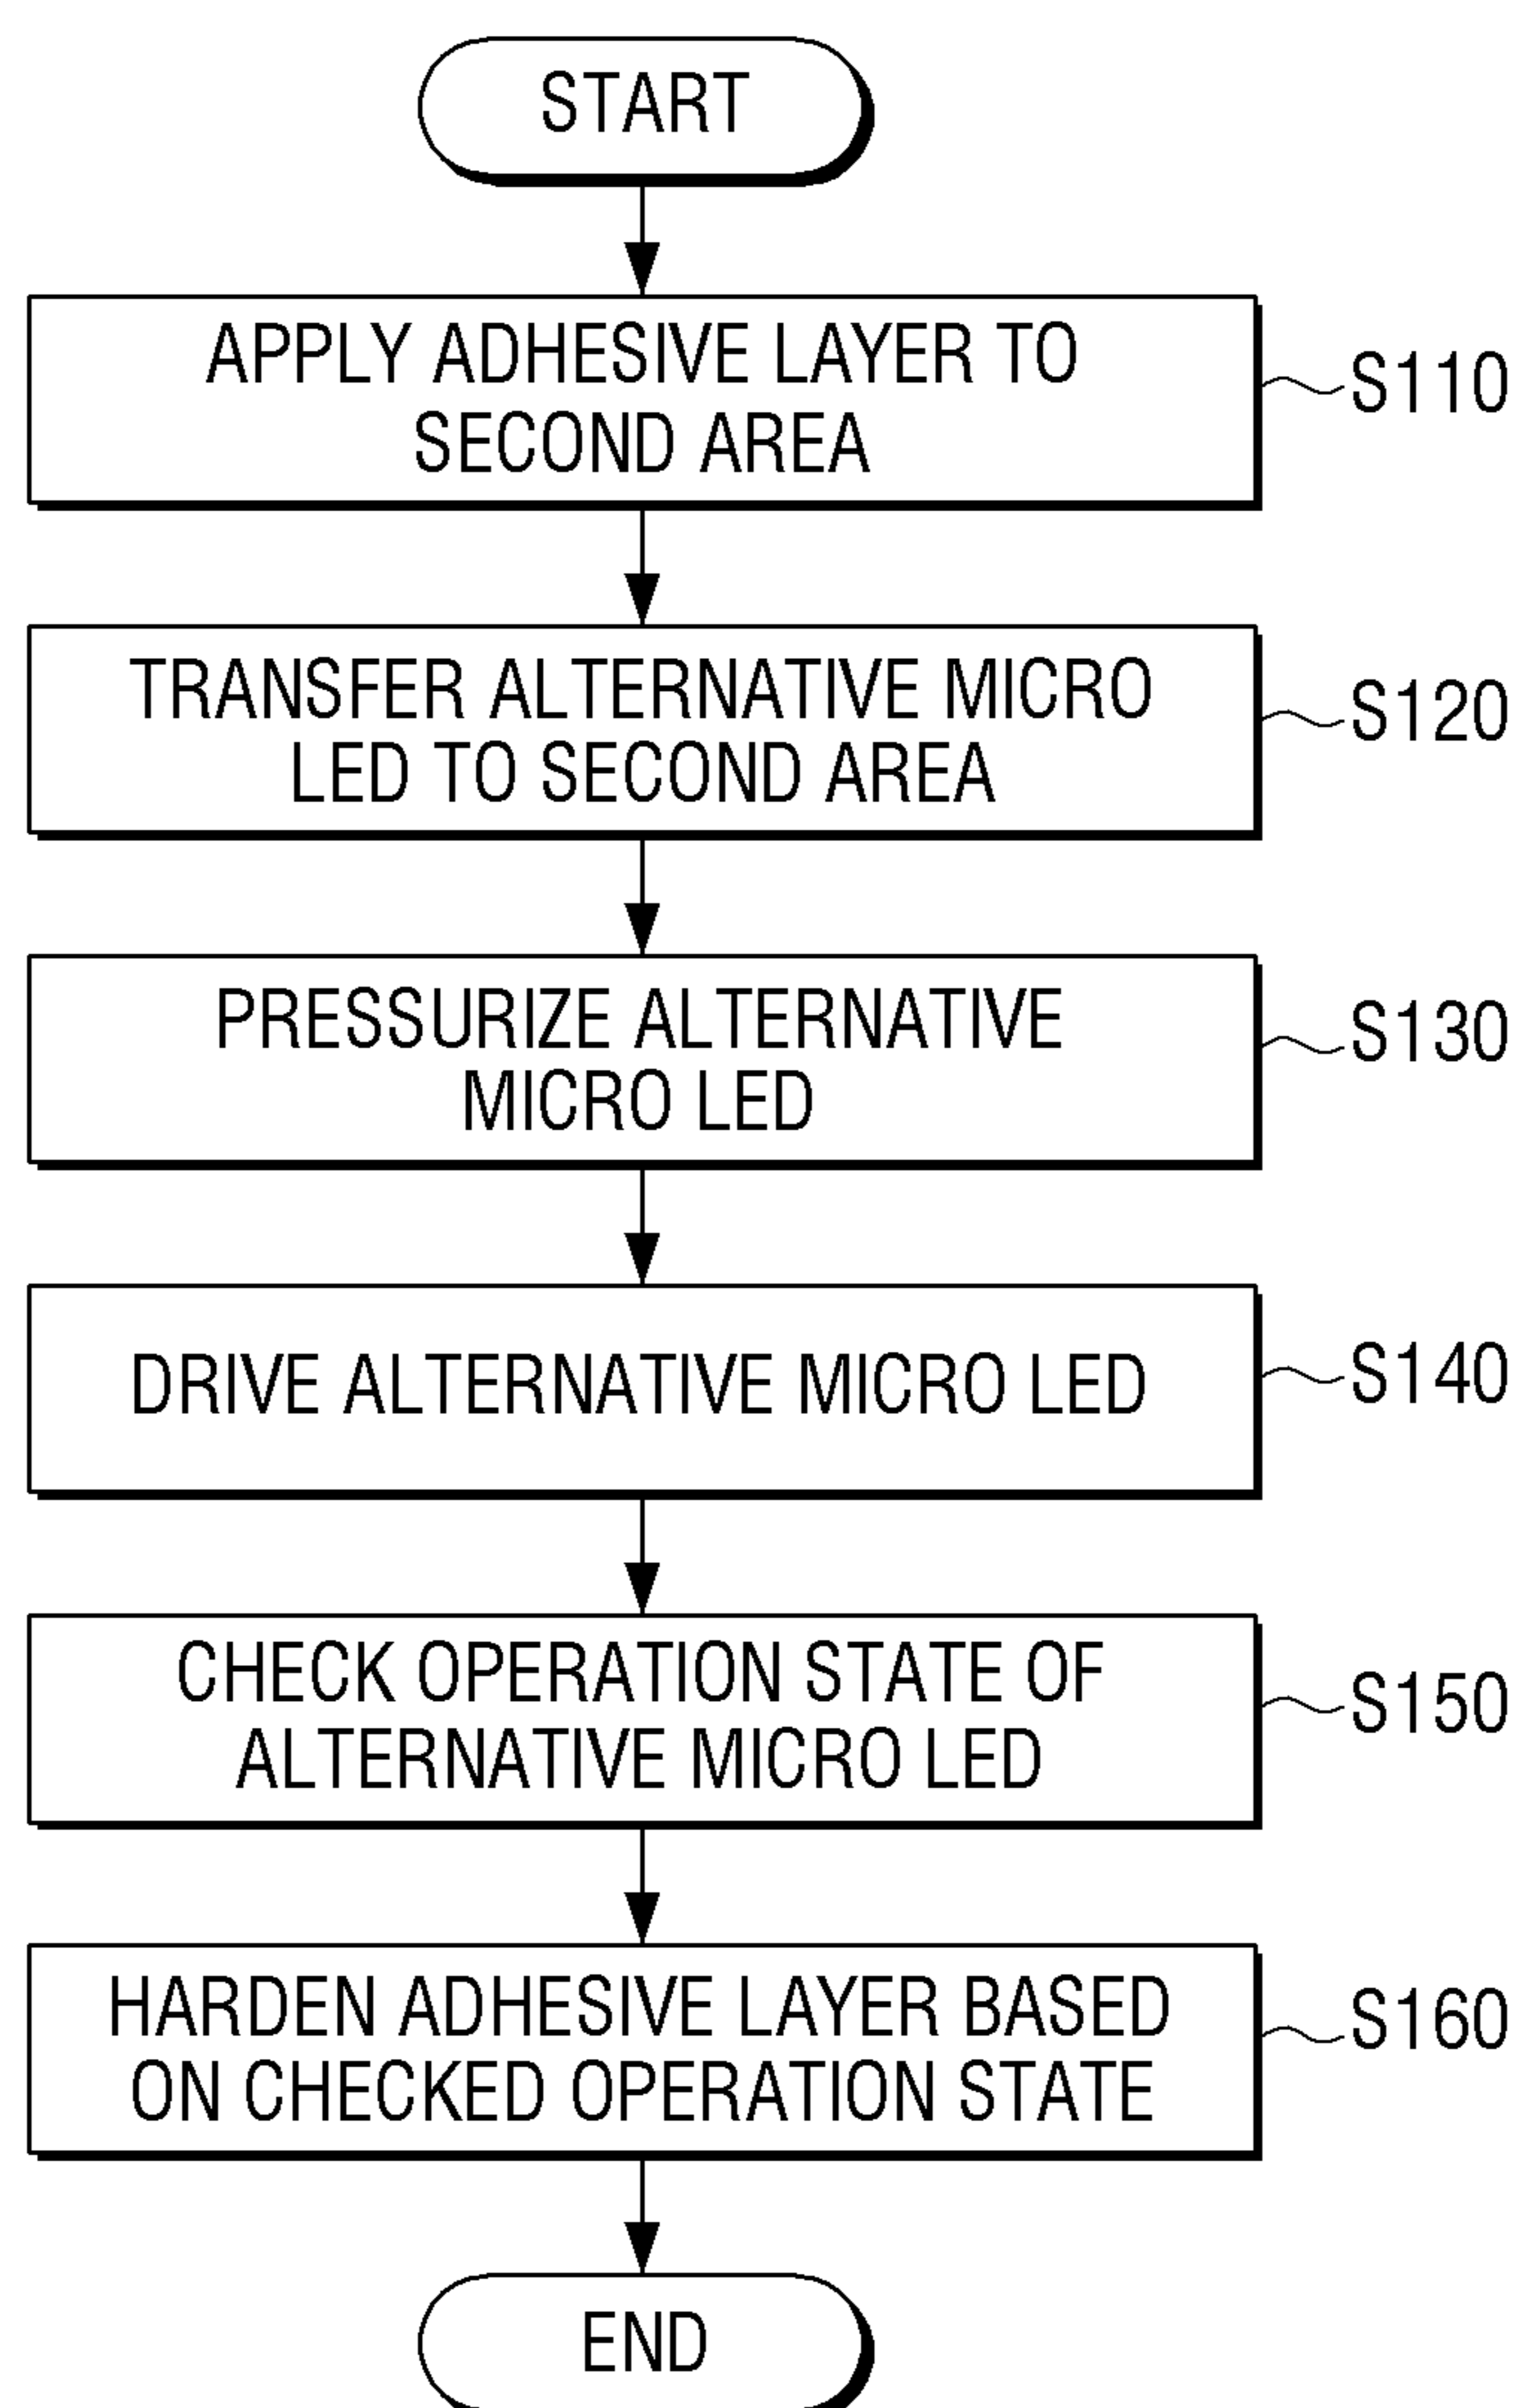 START
APPLY ADHESIVE LAYER TO
SECOND AREA
S110
TRANSFER ALTERNATIVE MICRO
LED TO SECOND AREA
S120
PRESSURIZE ALTERNATIVE
MICRO LED
S130
DRIVE ALTERNATIVE MICRO LED
S140
CHECK OPERATION STATE OF
ALTERNATIVE MICRO LED
S150
HARDEN ADHESIVE LAYER BASED
ON CHECKED OPERATION STATE
S160
END